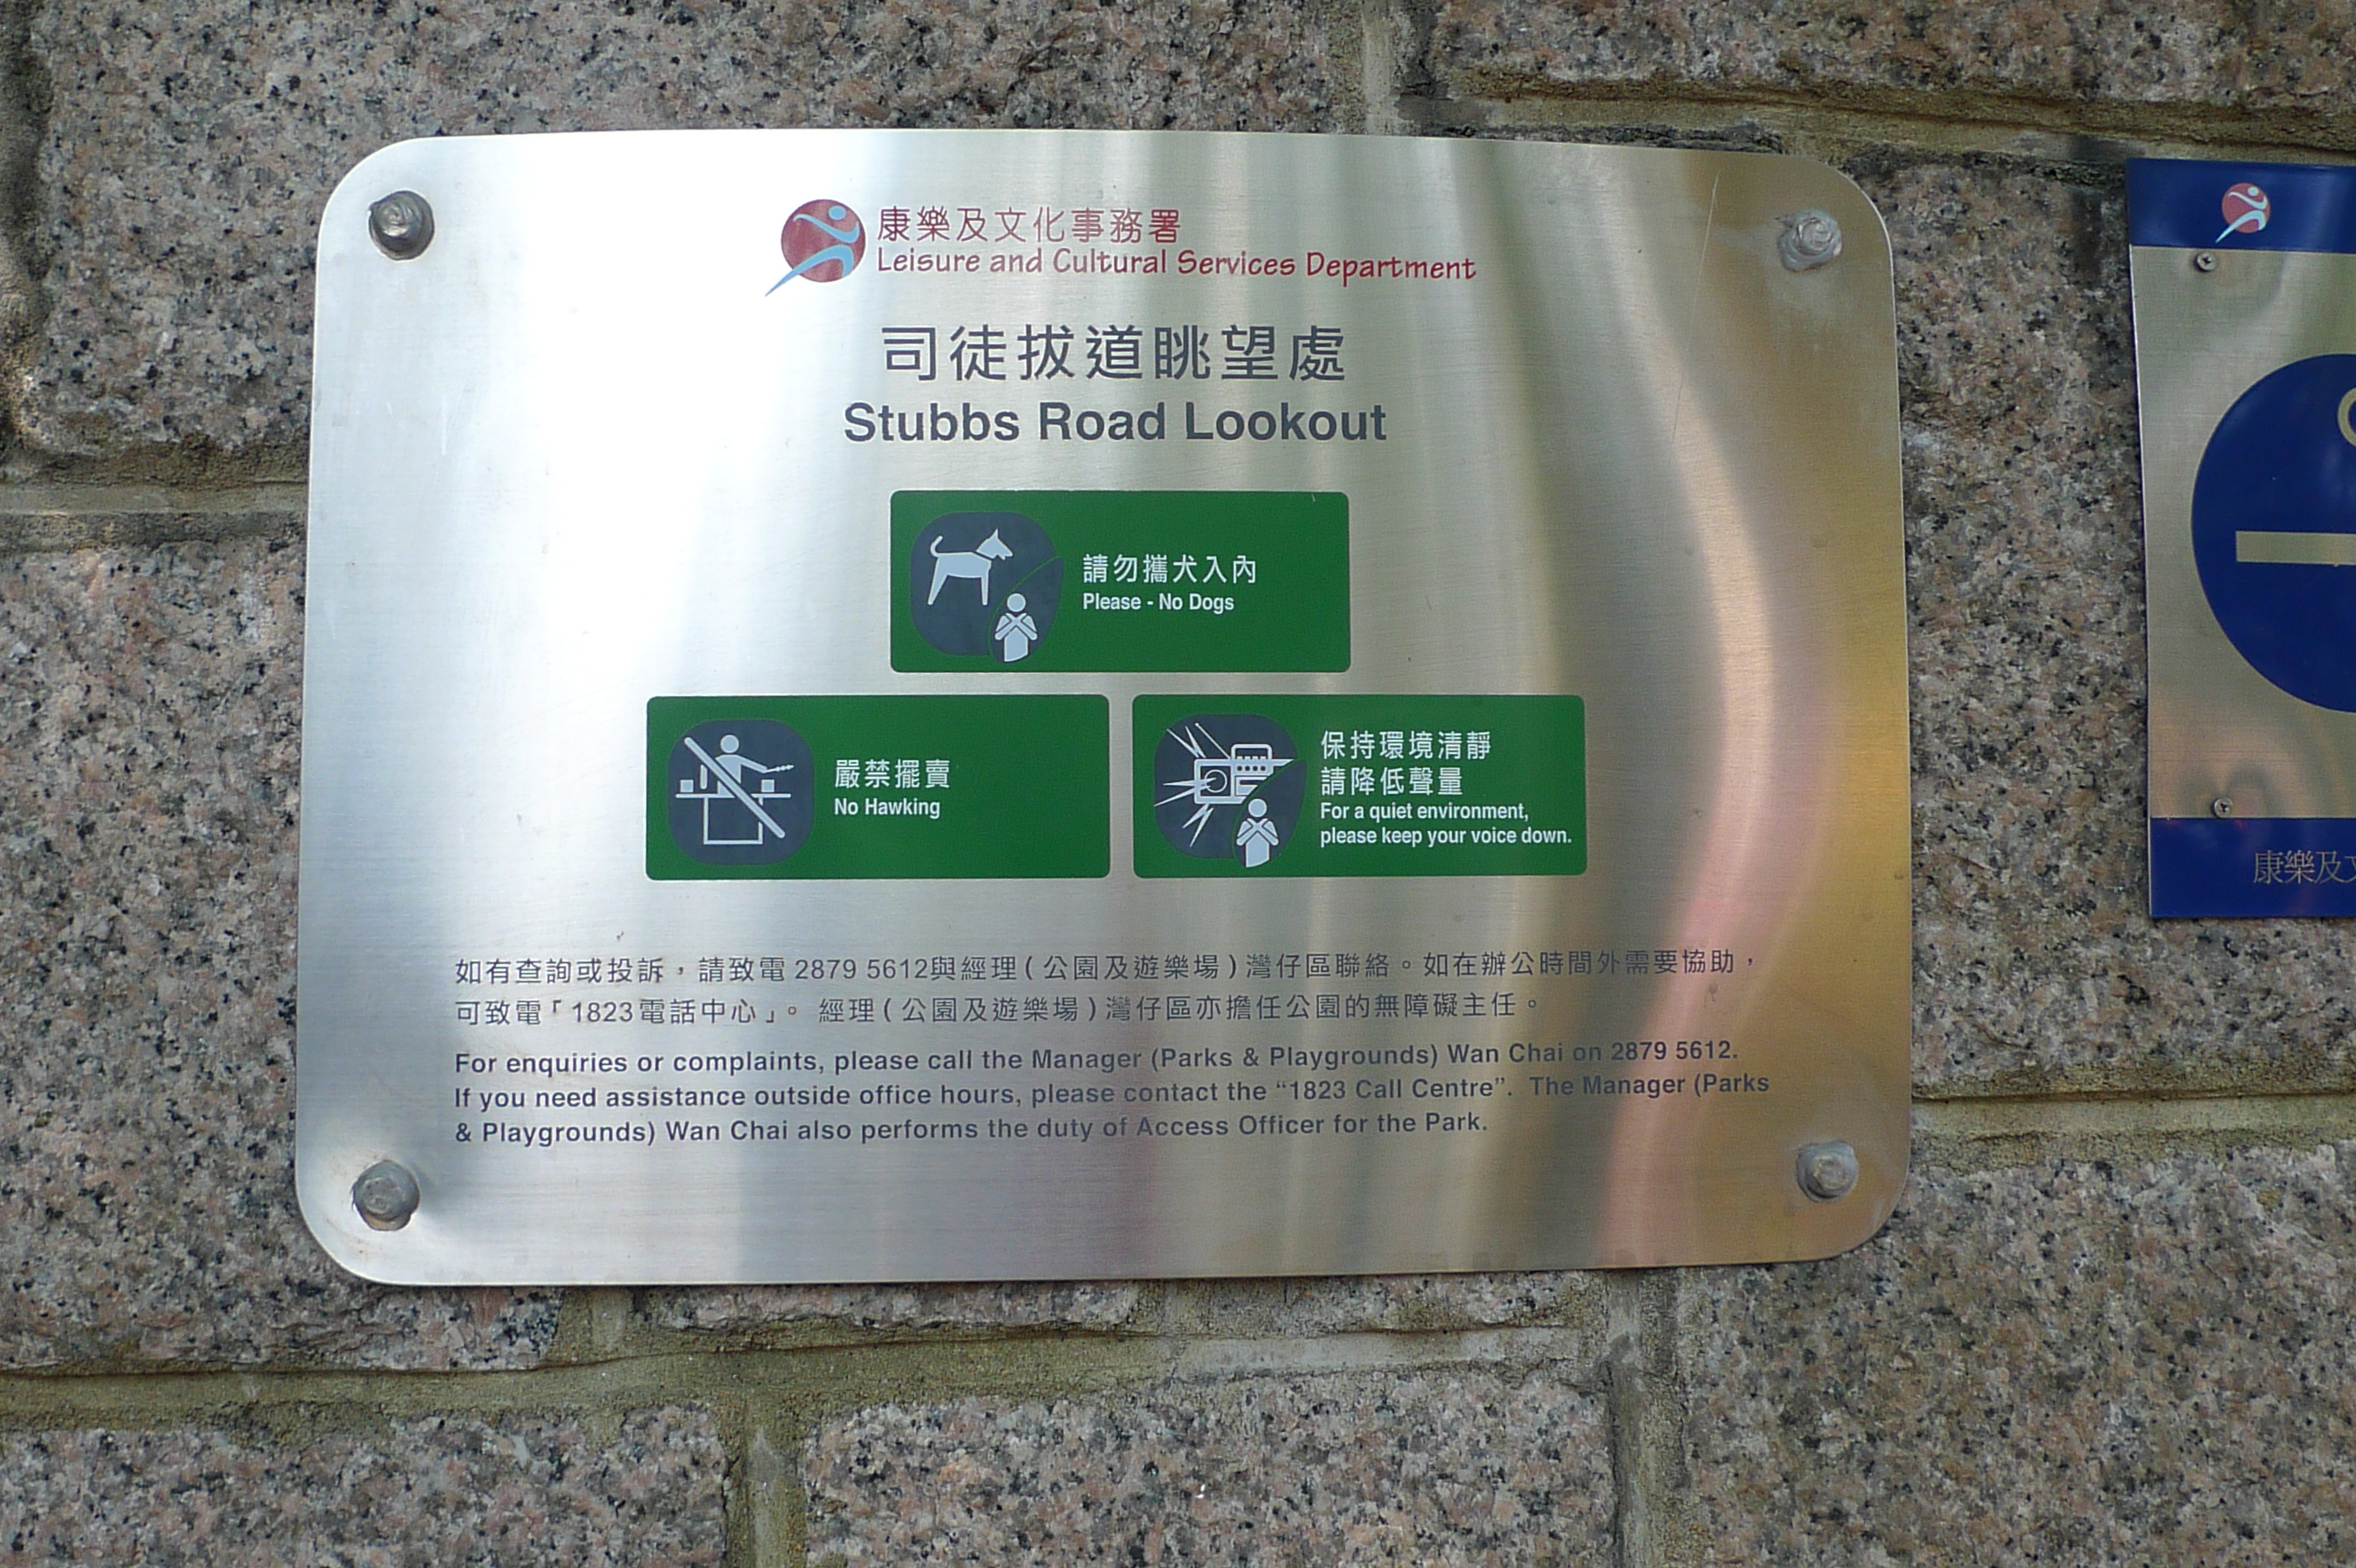 康樂及文化事務署
Leisure and Cultural Services Department
司徒拔道眺望處
Stubbs Road Lookout
請勿攜犬入內
Please - No Dogs
嚴禁擺賣
No Hawking
保持環境清靜
請降低聲量
For a quiet environment,
please keep your voice down.
如有查詢或投訴，請致電 2879 5612與經理（公園及遊樂場）灣仔區聯絡。如在辦公時間外需要協助，
可致電「1823電話中心」。 經理（公園及遊樂場）灣仔區亦擔任公園的無障礙主任。
For enquiries or complaints, please call the Manager (Parks & Playgrounds) Wan Chai on 2879 5612.
If you need assistance outside office hours, please contact the “1823 Call Centre”. The Manager (Parks
& Playgrounds) Wan Chai also performs the duty of Access Officer for the Park.
康樂及